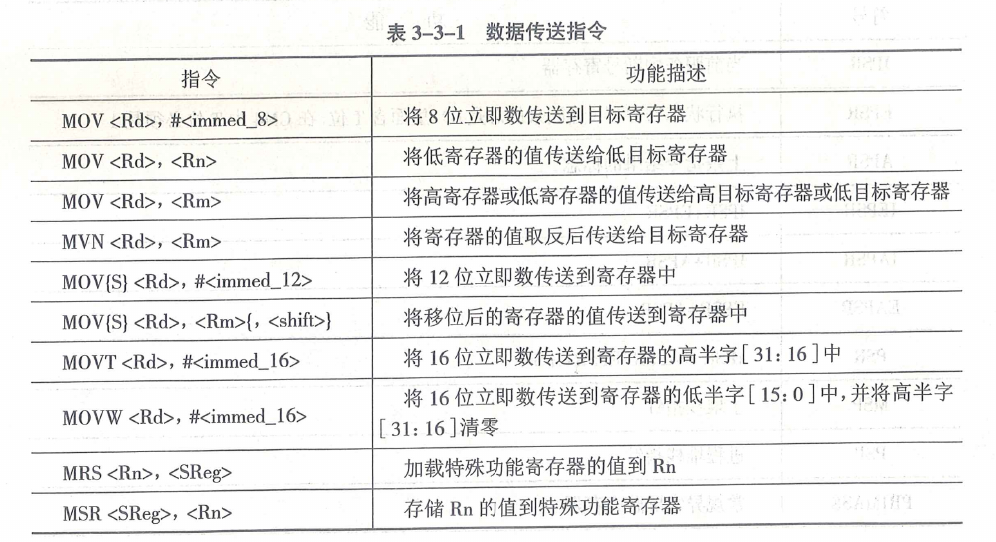 表 3-3-1 数据传送指令
指令 功能描述
MOV <Rd>, #<immed_8> 将 8 位立即数传送到目标寄存器
MOV <Rd>, <Rn> 将低寄存器的值传送给低目标寄存器
MOV <Rd>, <Rm> 将高寄存器或低寄存器的值传送给高目标寄存器或低目标寄存器
MVN <Rd>, <Rm> 将寄存器的值取反后传送给目标寄存器
MOV{S} <Rd>, #<immed_12> 将 12 位立即数传送到寄存器中
MOV{S} <Rd>, <Rm>{, <shift>} 将移位后的寄存器的值传送到寄存器中
MOVT <Rd>, #<immed_16> 将 16 位立即数传送到寄存器的高半字[31:16]中
MOVW <Rd>, #<immed_16> 将 16 位立即数传送到寄存器的低半字[15:0]中,并将高半字
[31:16]清零
MRS <Rn>, <SReg> 加载特殊功能寄存器的值到 Rn
MSR <SReg>, <Rn> 存储 Rn 的值到特殊功能寄存器